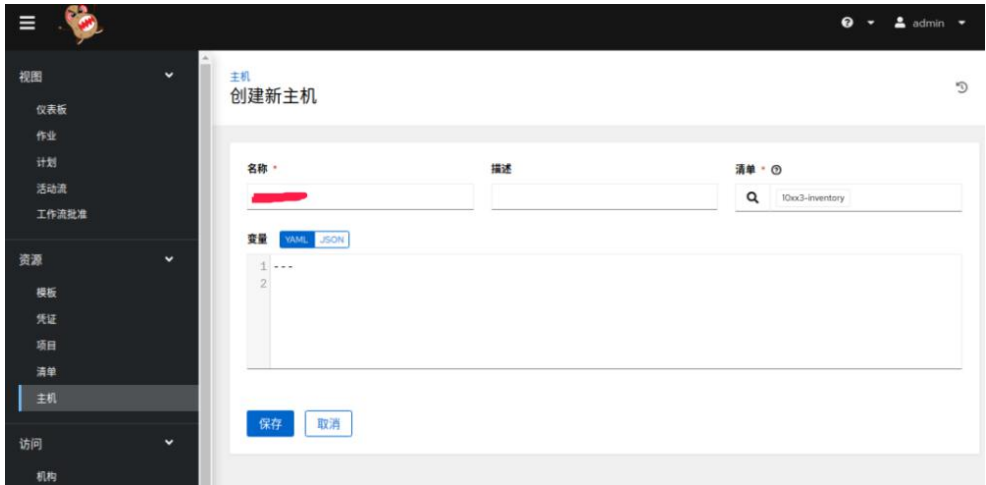 admin
视图
仪表板
作业
计划
活动流
工作流批准
资源
模板
凭证
项目
清单
主机
访问
机构
主机
创建新主机
名称 *
描述
清单 *
10xx3-inventory
变量 YAML JSON
1 ---
2
保存 取消